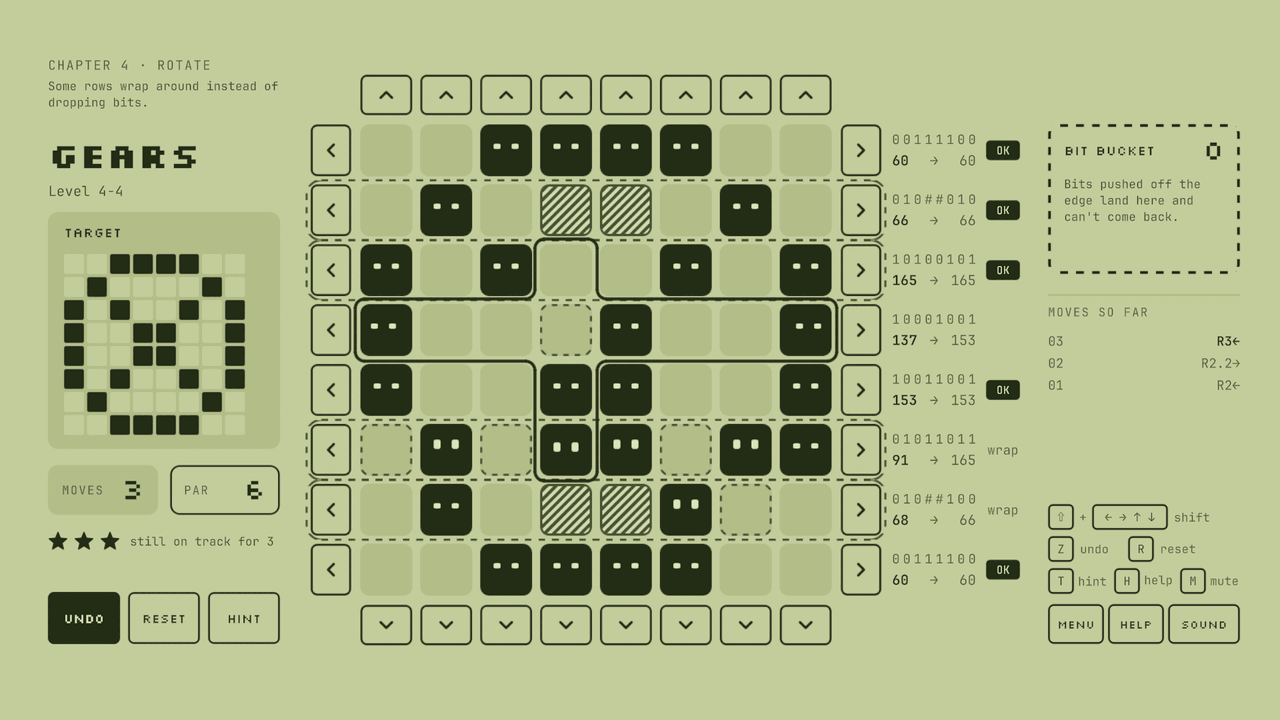 CHAPTER 4 · ROTATE
Some rows wrap around instead of
dropping bits.
GEARS
Level 4-4
TARGET
MOVES 3
PAR 6
still on track for 3
UNDO
RESET
HINT
00111100
60 → 60 OK
010##010
66 → 66 OK
10100101
165 → 165 OK
10001001
137 → 153
10011001
153 → 153 OK
01011011
91 → 165 wrap
010##100
68 → 66 wrap
00111100
60 → 60 OK
BIT BUCKET 0
Bits pushed off the
edge land here and
can't come back.
MOVES SO FAR
03 R3←
02 R2.2→
01 R2←
⇧ + ← → ↑ ↓ shift
Z undo R reset
T hint H help M mute
MENU
HELP
SOUND